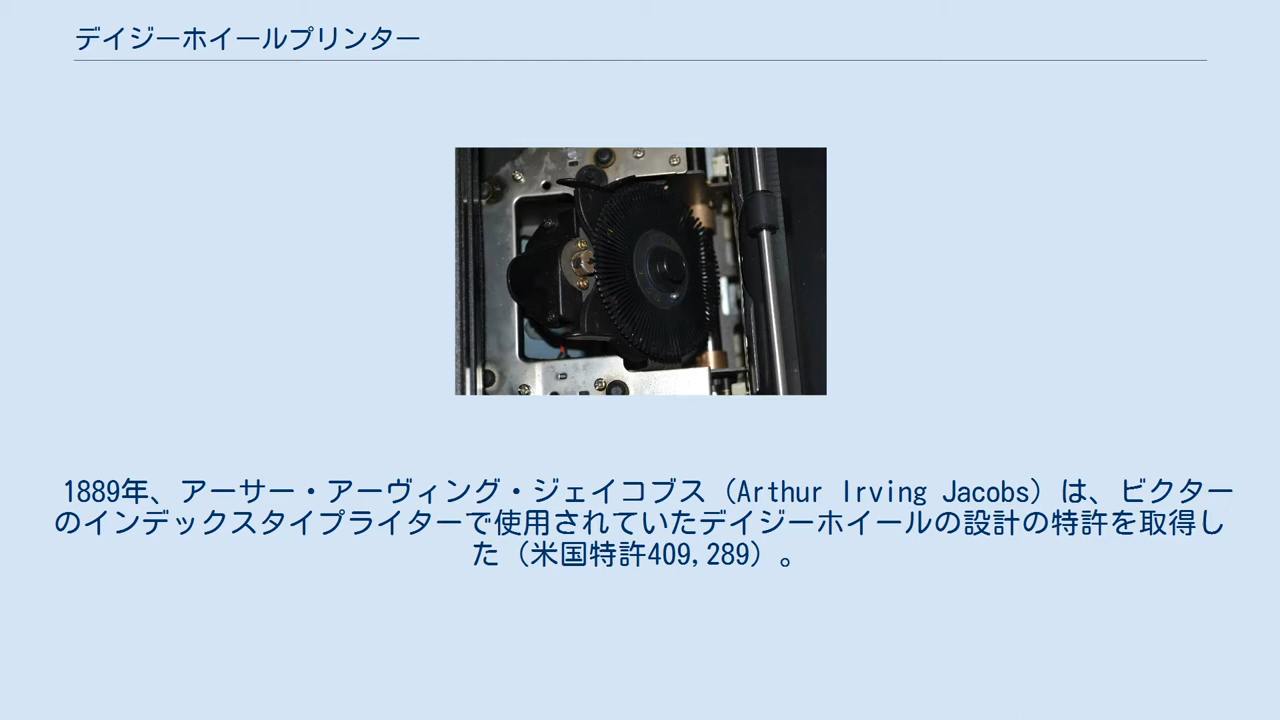 デイジーホイールプリンター
1889年、アーサー・アーヴィング・ジェイコブス（Arthur Irving Jacobs）は、ビクター
のインデックスタイプライターで使用されていたデイジーホイールの設計の特許を取得し
た（米国特許409,289）。